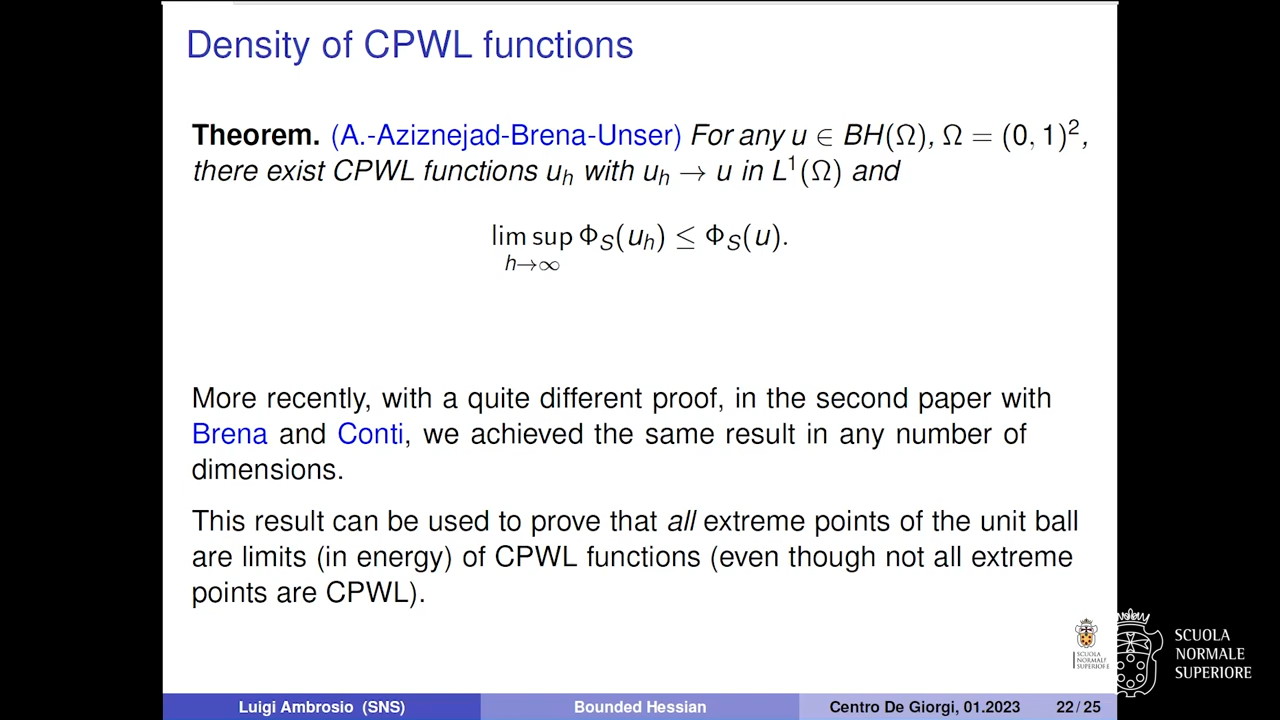 Density of CPWL functions
Theorem. (A.-Aziznejad-Brena-Unser) For any u ∈ BH(Ω), Ω = (0, 1)²,
there exist CPWL functions u_h with u_h → u in L¹(Ω) and
lim sup Φ_S(u_h) ≤ Φ_S(u).
h→∞
More recently, with a quite different proof, in the second paper with
Brena and Conti, we achieved the same result in any number of
dimensions.
This result can be used to prove that all extreme points of the unit ball
are limits (in energy) of CPWL functions (even though not all extreme
points are CPWL).
SCUOLA
NORMALE
SUPERIORE
SCUOLA
NORMALE
SUPERIORE
Luigi Ambrosio (SNS) Bounded Hessian Centro De Giorgi, 01.2023 22 / 25